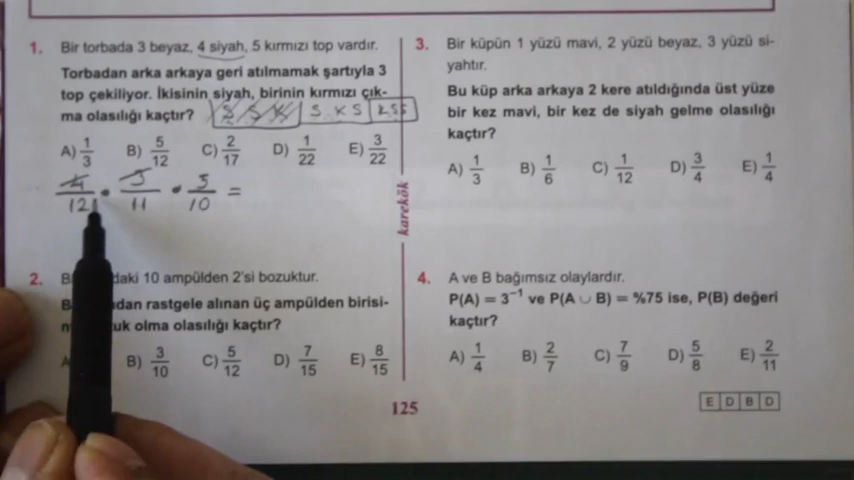 1. Bir torbada 3 beyaz, 4 siyah, 5 kırmızı top vardır.
Torbadan arka arkaya geri atılmamak şartıyla 3
top çekiliyor. İkisinin siyah, birinin kırmızı çık-
ma olasılığı kaçtır?
S S K S K S K S S
A) 1/3 B) 5/12 C) 2/17 D) 1/22 E) 3/22
4/12 · 3/11 · 5/10 =
2. 10 ampülden 2'si bozuktur.
rastgele alınan üç ampülden birisi-
olma olasılığı kaçtır?
B) 3/10 C) 5/12 D) 7/15 E) 8/15
karekök
3. Bir küpün 1 yüzü mavi, 2 yüzü beyaz, 3 yüzü si-
yahtır.
Bu küp arka arkaya 2 kere atıldığında üst yüze
bir kez mavi, bir kez de siyah gelme olasılığı
kaçtır?
A) 1/3 B) 1/6 C) 1/12 D) 3/4 E) 1/4
4. A ve B bağımsız olaylardır.
P(A) = 3⁻¹ ve P(A ∪ B) = %75 ise, P(B) değeri
kaçtır?
A) 1/4 B) 2/7 C) 7/9 D) 5/8 E) 2/11
125
E D B D